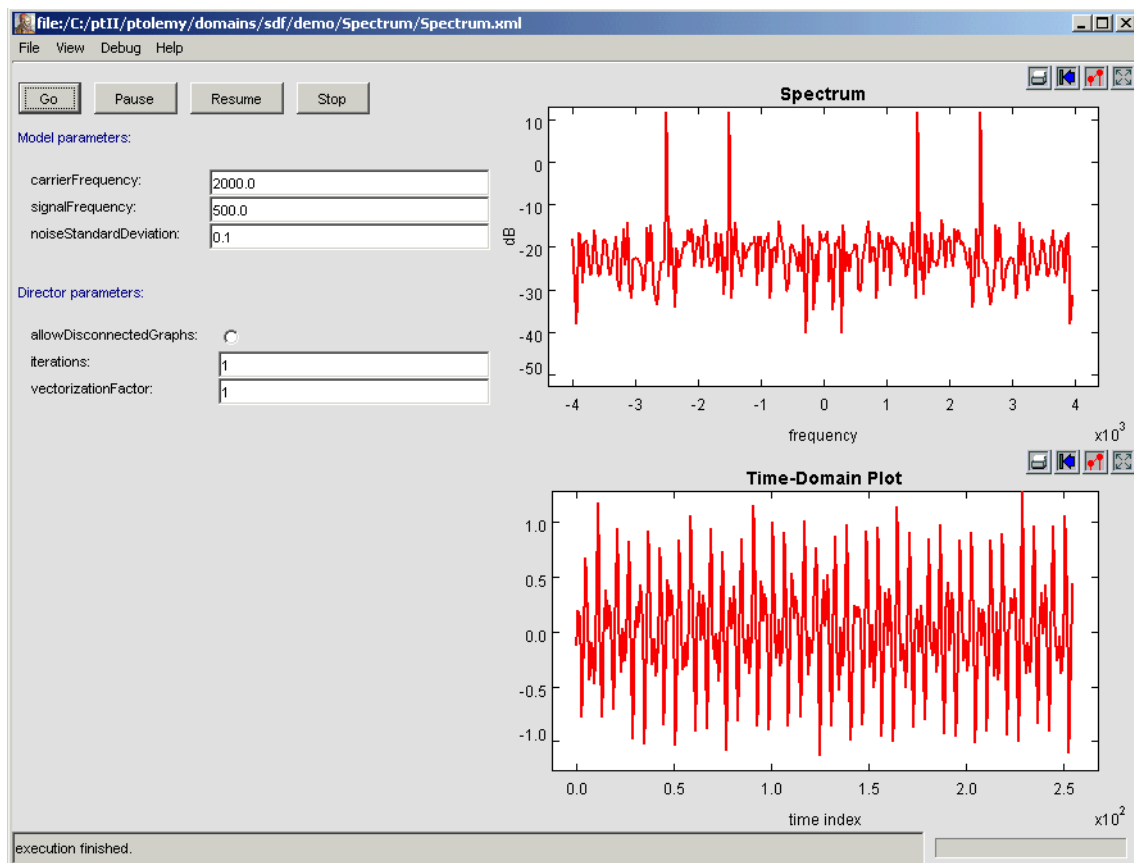 file:/C:/ptII/ptolemy/domains/sdf/demo/Spectrum/Spectrum.xml
File View Debug Help
Go Pause Resume Stop
Model parameters:
carrierFrequency: 2000.0
signalFrequency: 500.0
noiseStandardDeviation: 0.1
Director parameters:
allowDisconnectedGraphs:
iterations: 1
vectorizationFactor: 1
Spectrum
10
0
-10
-20
-30
-40
-50
dB
-4 -3 -2 -1 0 1 2 3 4
frequency x10^3
Time-Domain Plot
1.0
0.5
0.0
-0.5
-1.0
0.0 0.5 1.0 1.5 2.0 2.5
time index x10^2
execution finished.